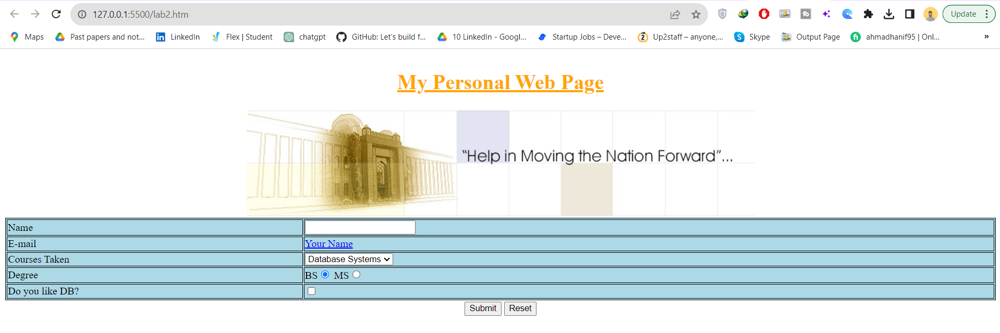 127.0.0.1:5500/lab2.htm Update
Maps Past papers and not... LinkedIn Flex | Student chatgpt GitHub: Let's build f... 10 LinkedIn - Googl... Startup Jobs – Deve... Up2staff – anyone,... Skype Output Page ahmadhanif95 | Onl... »
My Personal Web Page
“Help in Moving the Nation Forward”...
Name
E-mail Your Name
Courses Taken Database Systems
Degree BS MS
Do you like DB?
Submit Reset